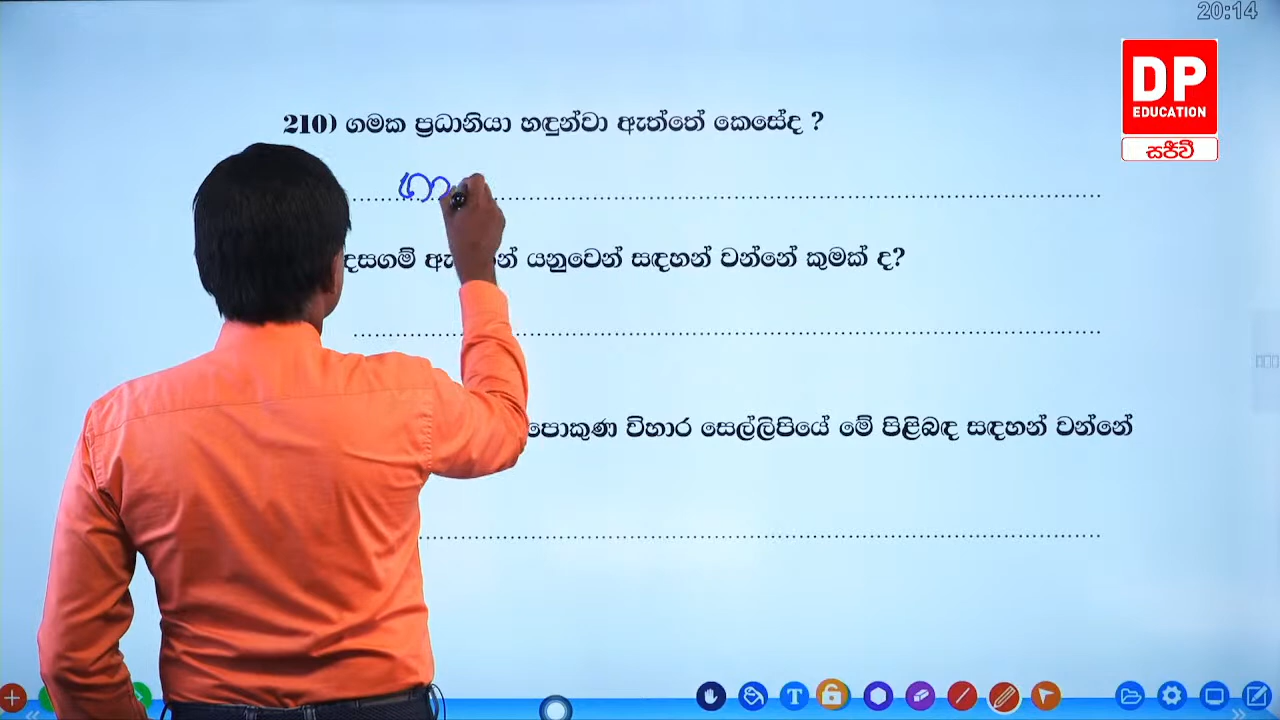 20:14
DP
EDUCATION
සජීවී
210) ගමක ප්‍රධානියා හඳුන්වා ඇත්තේ කෙසේද ?
ගා
දසගම් යනුවෙන් සඳහන් වන්නේ කුමක් ද?
පොකුණ විහාර සෙල්ලිපියේ මේ පිළිබඳ සඳහන් වන්නේ